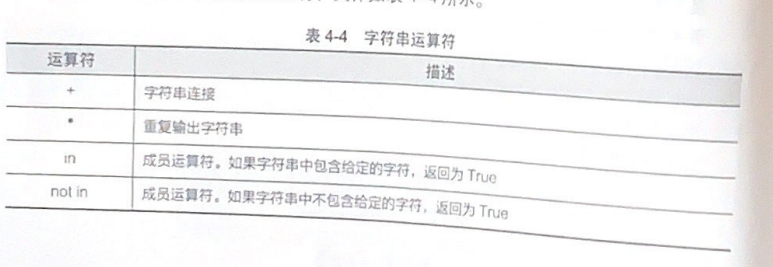 所示。
表 4-4 字符串运算符
运算符 描述
+ 字符串连接
* 重复输出字符串
in 成员运算符。如果字符串中包含给定的字符，返回为 True
not in 成员运算符。如果字符串中不包含给定的字符，返回为 True